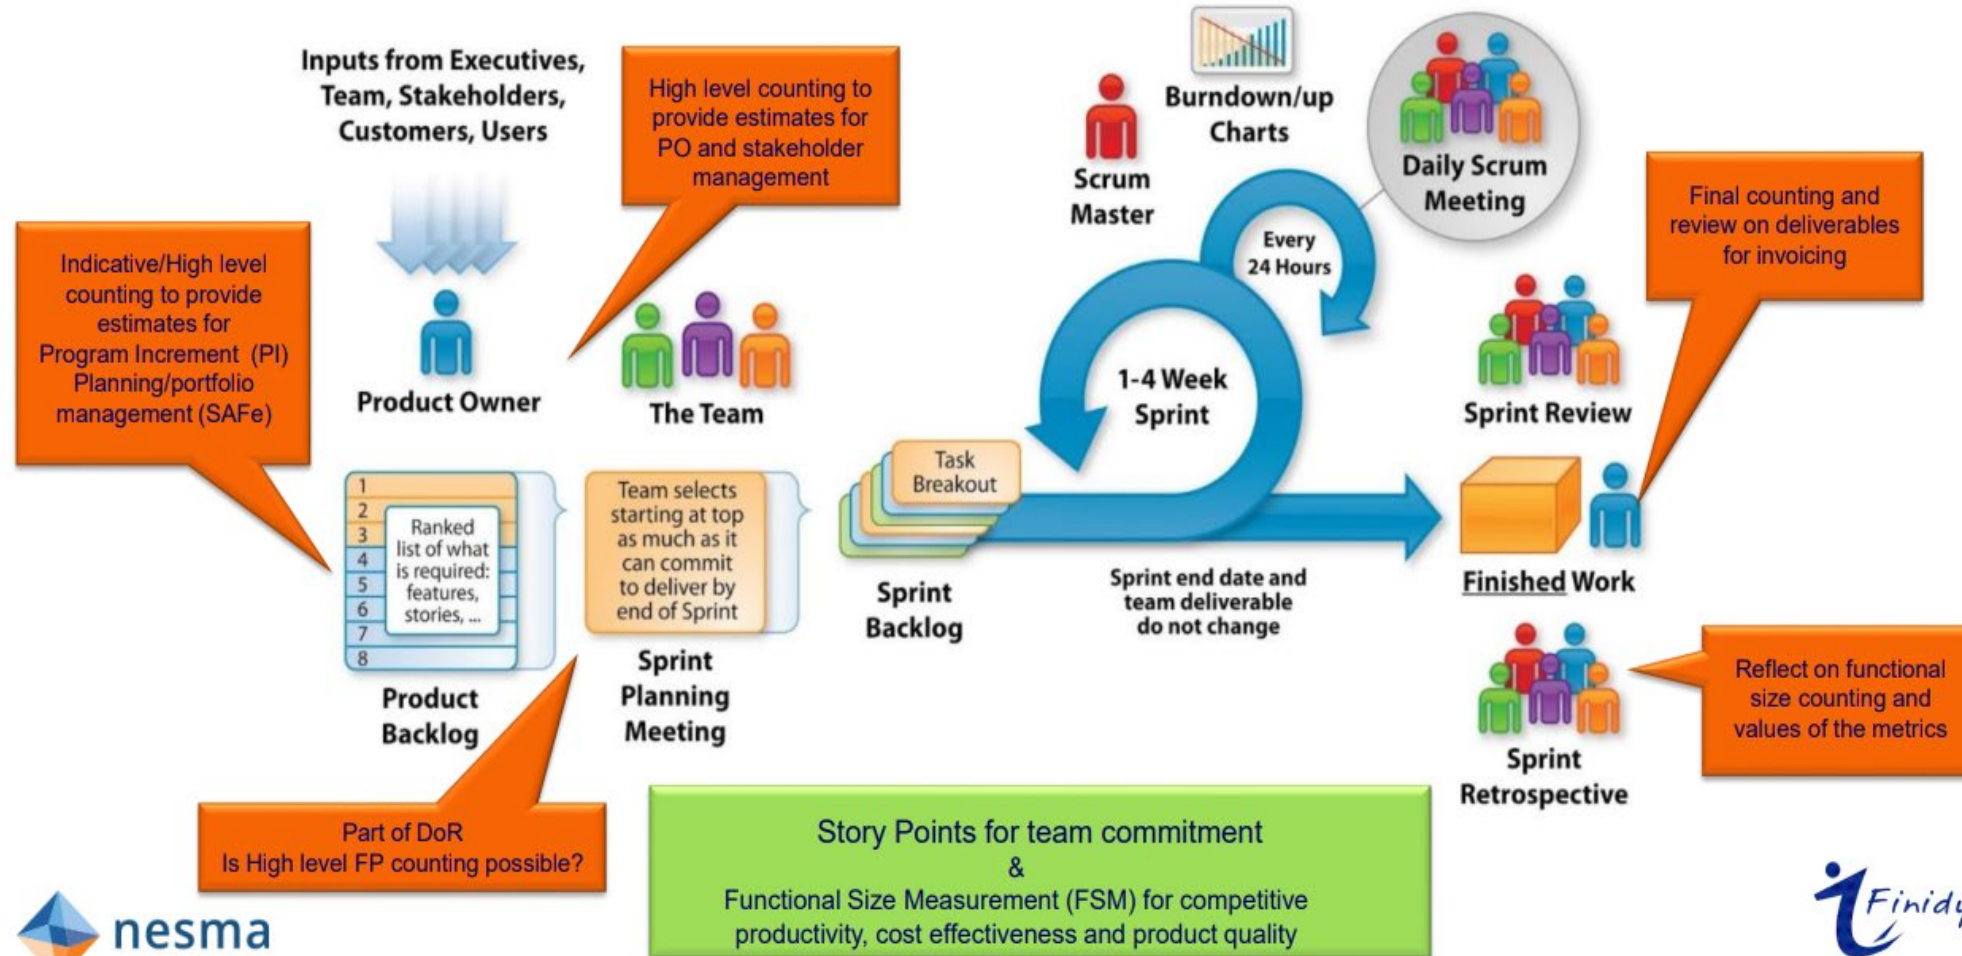 Inputs from Executives,
Team, Stakeholders,
Customers, Users
High level counting to
provide estimates for
PO and stakeholder
management
Burndown/up
Charts
Scrum
Master
Daily Scrum
Meeting
Every
24 Hours
Final counting and
review on deliverables
for invoicing
Indicative/High level
counting to provide
estimates for
Program Increment (PI)
Planning/portfolio
management (SAFe)
Product Owner
The Team
1-4 Week
Sprint
Sprint Review
1
2
3
4
5
6
7
8
Ranked
list of what
is required:
features,
stories, ...
Product
Backlog
Team selects
starting at top
as much as it
can commit
to deliver by
end of Sprint
Sprint
Planning
Meeting
Task
Breakout
Sprint
Backlog
Sprint end date and
team deliverable
do not change
Finished Work
Reflect on functional
size counting and
values of the metrics
Sprint
Retrospective
Part of DoR
Is High level FP counting possible?
Story Points for team commitment
&
Functional Size Measurement (FSM) for competitive
productivity, cost effectiveness and product quality
nesma
Finidy